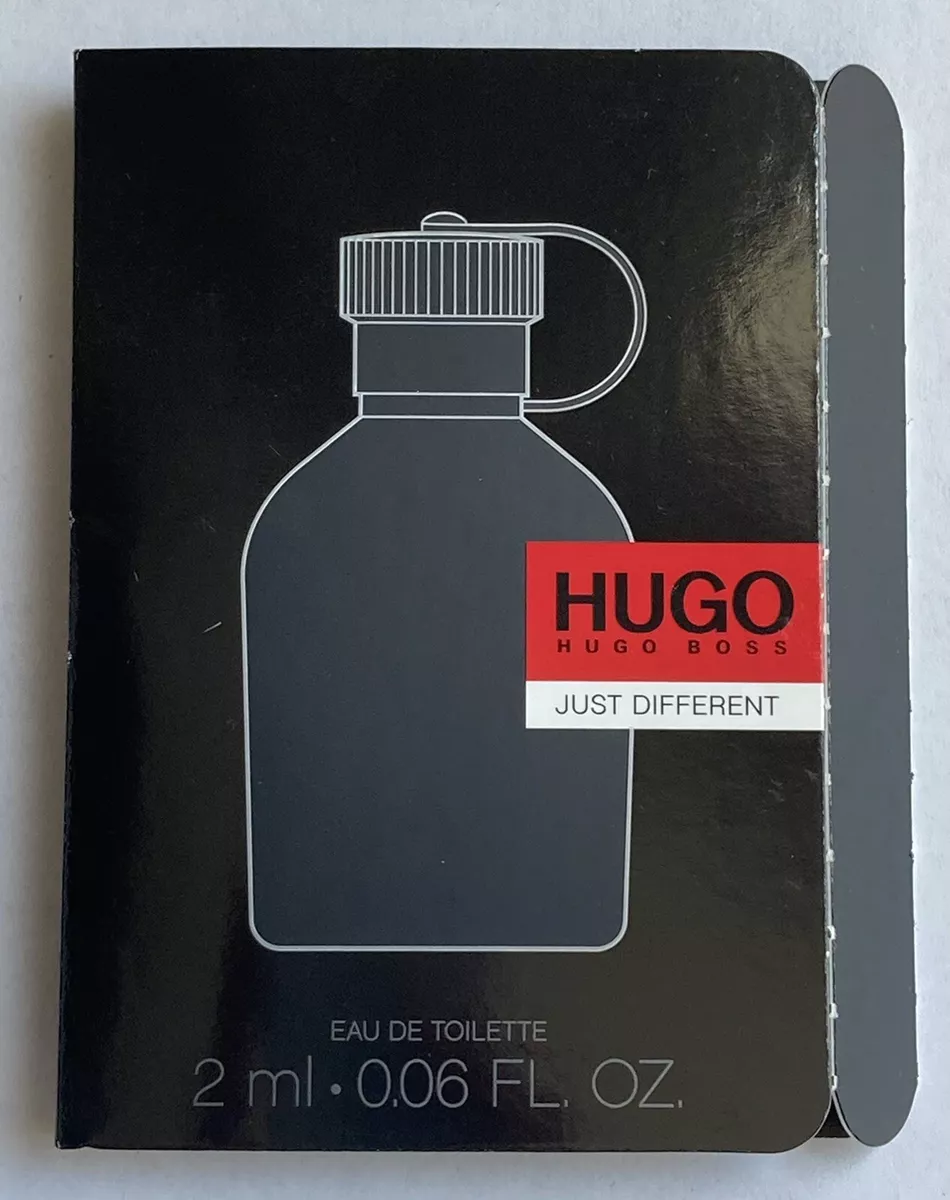 HUGO
HUGO BOSS
JUST DIFFERENT
EAU DE TOILETTE
2 ml • 0.06 FL. OZ.